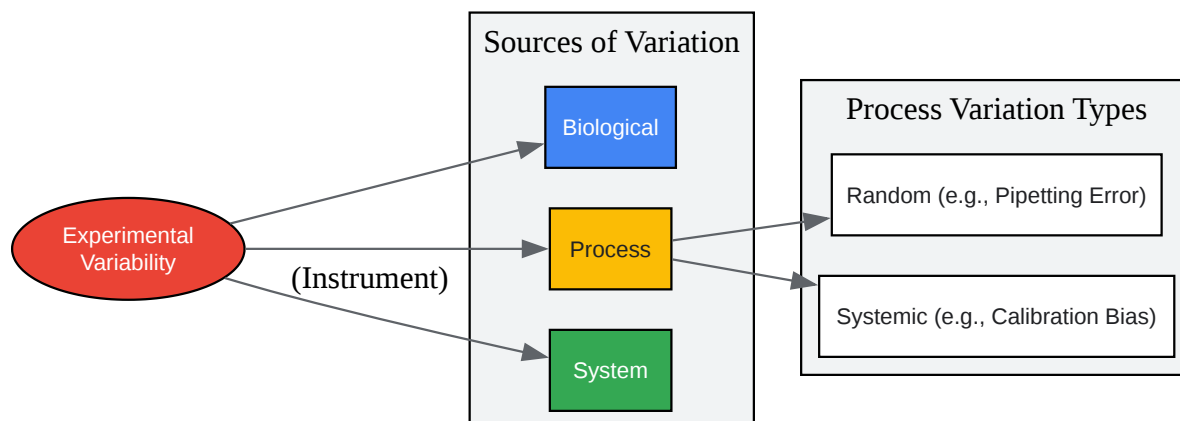 Sources of Variation
Biological
Process Variation Types
Random (e.g., Pipetting Error)
Experimental
Variability
Process
(Instrument)
Systemic (e.g., Calibration Bias)
System